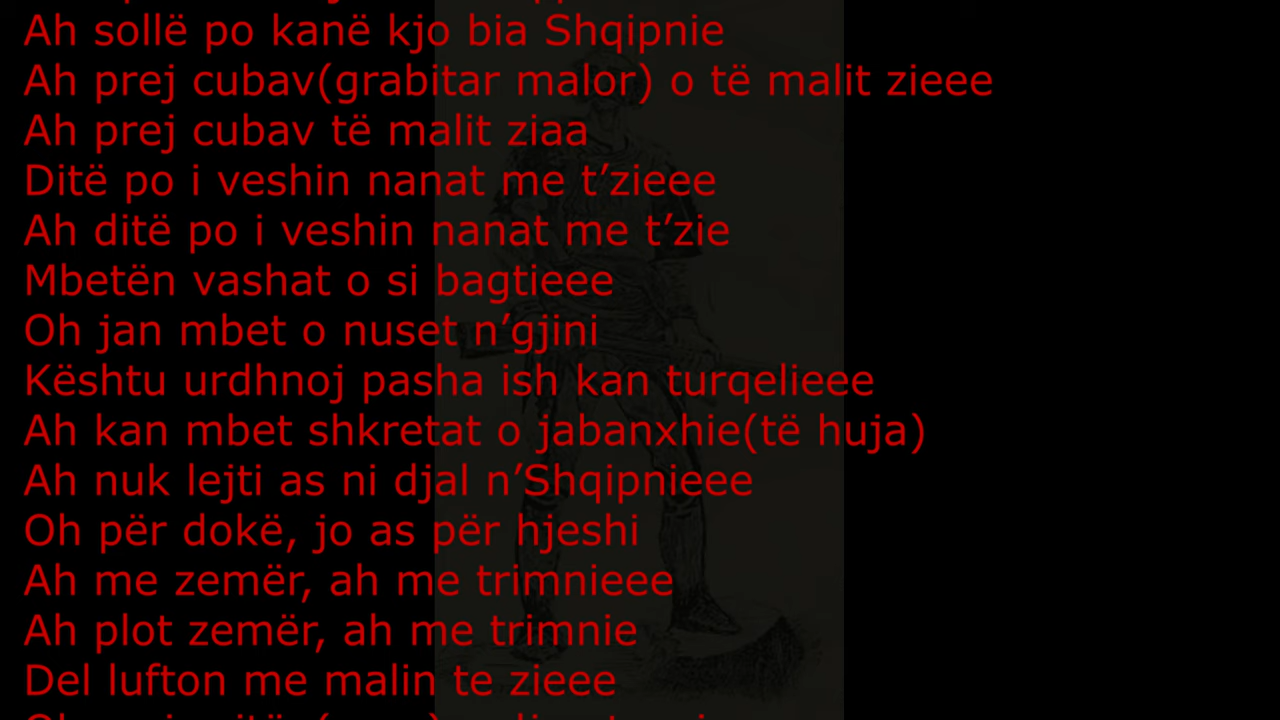 Ah sollë po kanë kjo bia Shqipnie
Ah prej cubav(grabitar malor) o të malit zieee
Ah prej cubav të malit ziaa
Ditë po i veshin nanat me t’zieee
Ah ditë po i veshin nanat me t’zie
Mbetën vashat o si bagtieee
Oh jan mbet o nuset n’gjini
Kështu urdhnoj pasha ish kan turqelieee
Ah kan mbet shkretat o jabanxhie(të huja)
Ah nuk lejti as ni djal n’Shqipnieee
Oh për dokë, jo as për hjeshi
Ah me zemër, ah me trimnieee
Ah plot zemër, ah me trimnie
Del lufton me malin te zieee